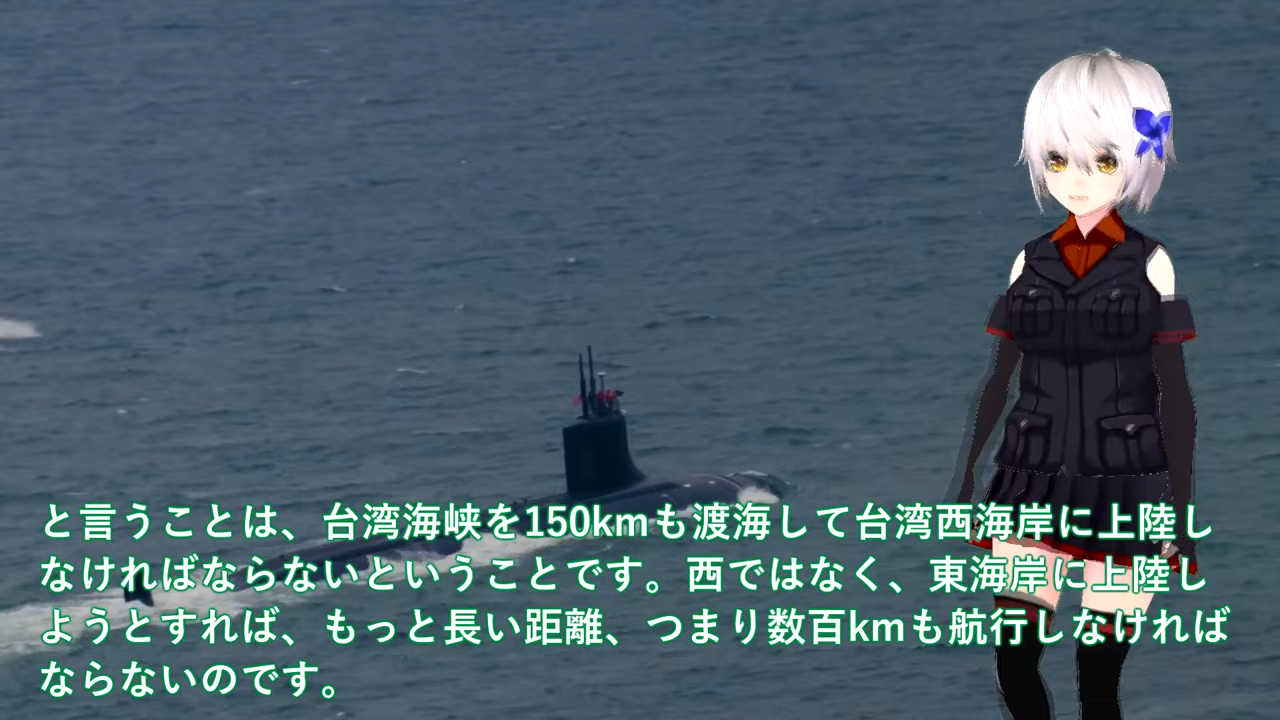 と言うことは、台湾海峡を150kmも渡海して台湾西海岸に上陸し
なければならないということです。西ではなく、東海岸に上陸し
ようとすれば、もっと長い距離、つまり数百kmも航行しなければ
ならないのです。